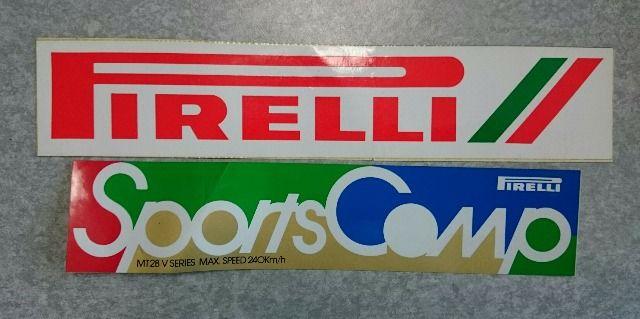 PIRELLI
PIRELLI
SportsComp
MT28 V SERIES MAX. SPEED 240Km/h